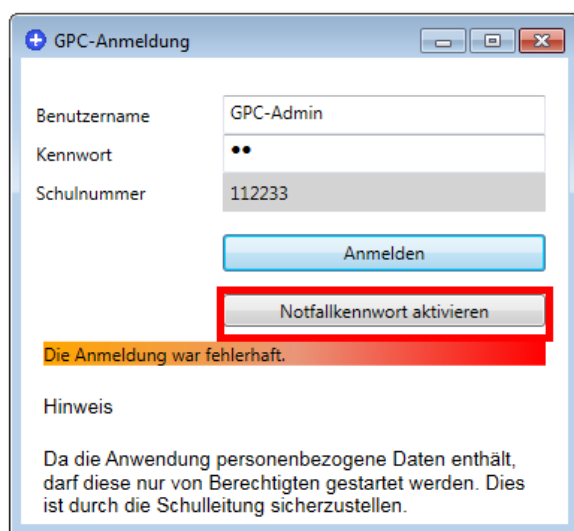 GPC-Anmeldung
Benutzername GPC-Admin
Kennwort ●●
Schulnummer 112233
Anmelden
Notfallkennwort aktivieren
Die Anmeldung war fehlerhaft.
Hinweis
Da die Anwendung personenbezogene Daten enthält,
darf diese nur von Berechtigten gestartet werden. Dies
ist durch die Schulleitung sicherzustellen.